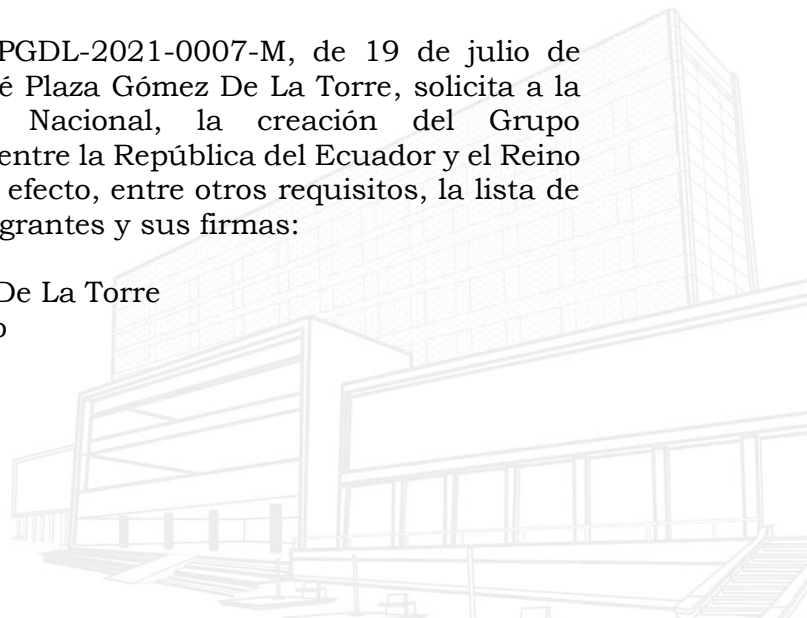 PGDL-2021-0007-M, de 19 de julio de
é Plaza Gómez De La Torre, solicita a la
Nacional, la creación del Grupo
entre la República del Ecuador y el Reino
efecto, entre otros requisitos, la lista de
grantes y sus firmas:
De La Torre